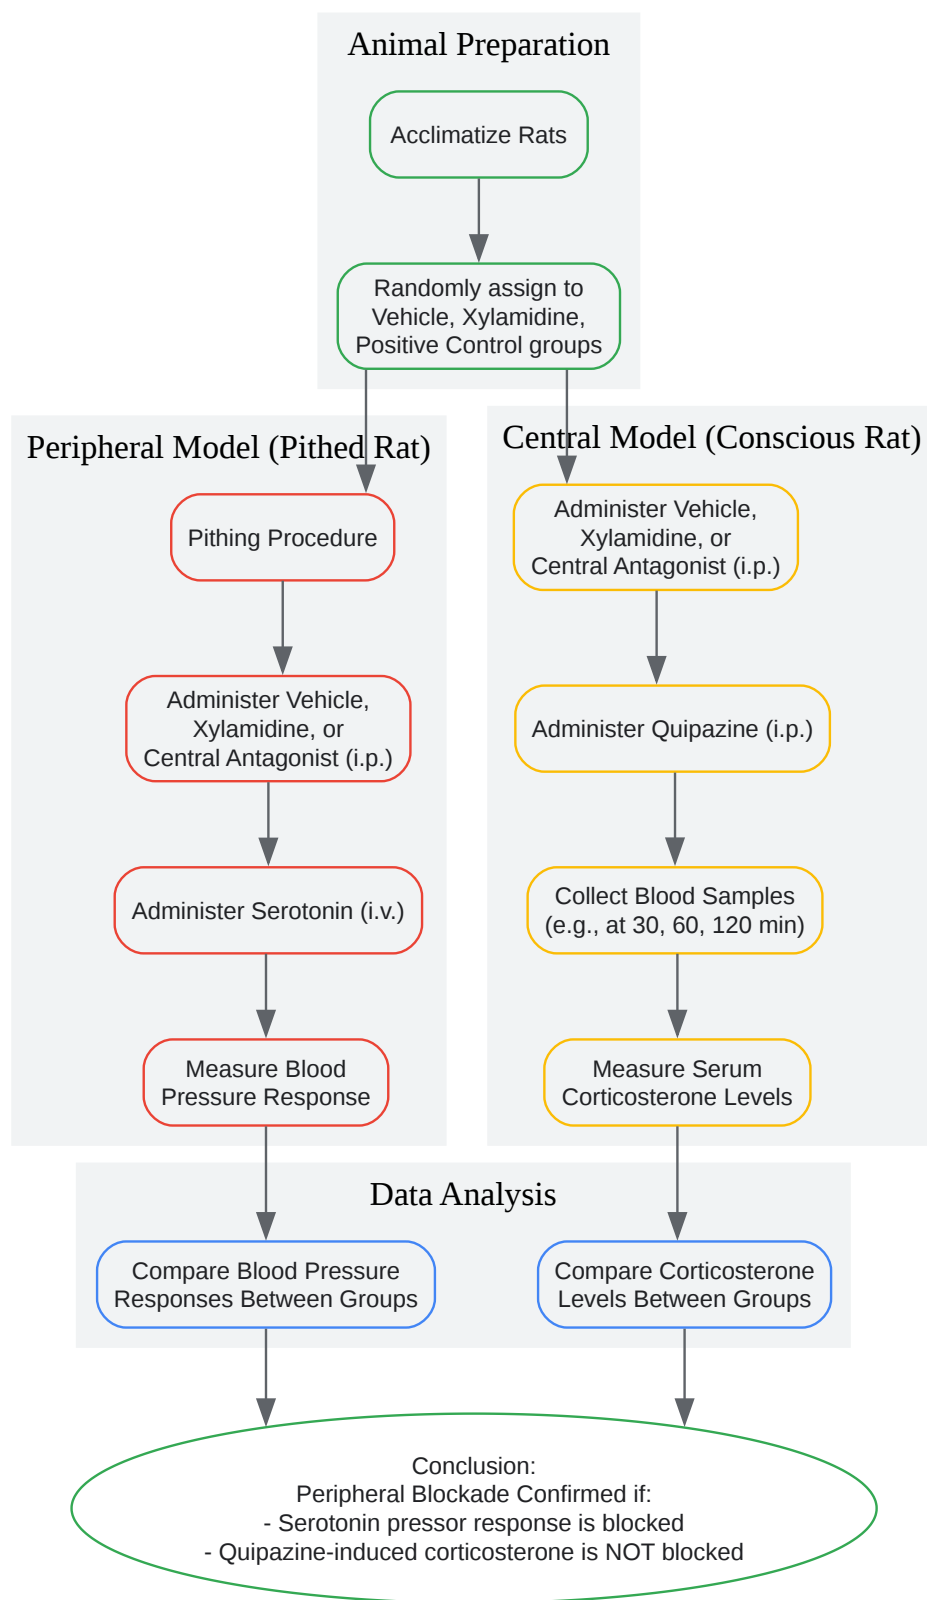 Animal Preparation
Acclimatize Rats
Randomly assign to
Vehicle, Xylamidine,
Positive Control groups
Peripheral Model (Pithed Rat)
Pithing Procedure
Administer Vehicle,
Xylamidine, or
Central Antagonist (i.p.)
Administer Serotonin (i.v.)
Measure Blood
Pressure Response
Central Model (Conscious Rat)
Administer Vehicle,
Xylamidine, or
Central Antagonist (i.p.)
Administer Quipazine (i.p.)
Collect Blood Samples
(e.g., at 30, 60, 120 min)
Measure Serum
Corticosterone Levels
Data Analysis
Compare Blood Pressure
Responses Between Groups
Compare Corticosterone
Levels Between Groups
Conclusion:
Peripheral Blockade Confirmed if:
- Serotonin pressor response is blocked
- Quipazine-induced corticosterone is NOT blocked